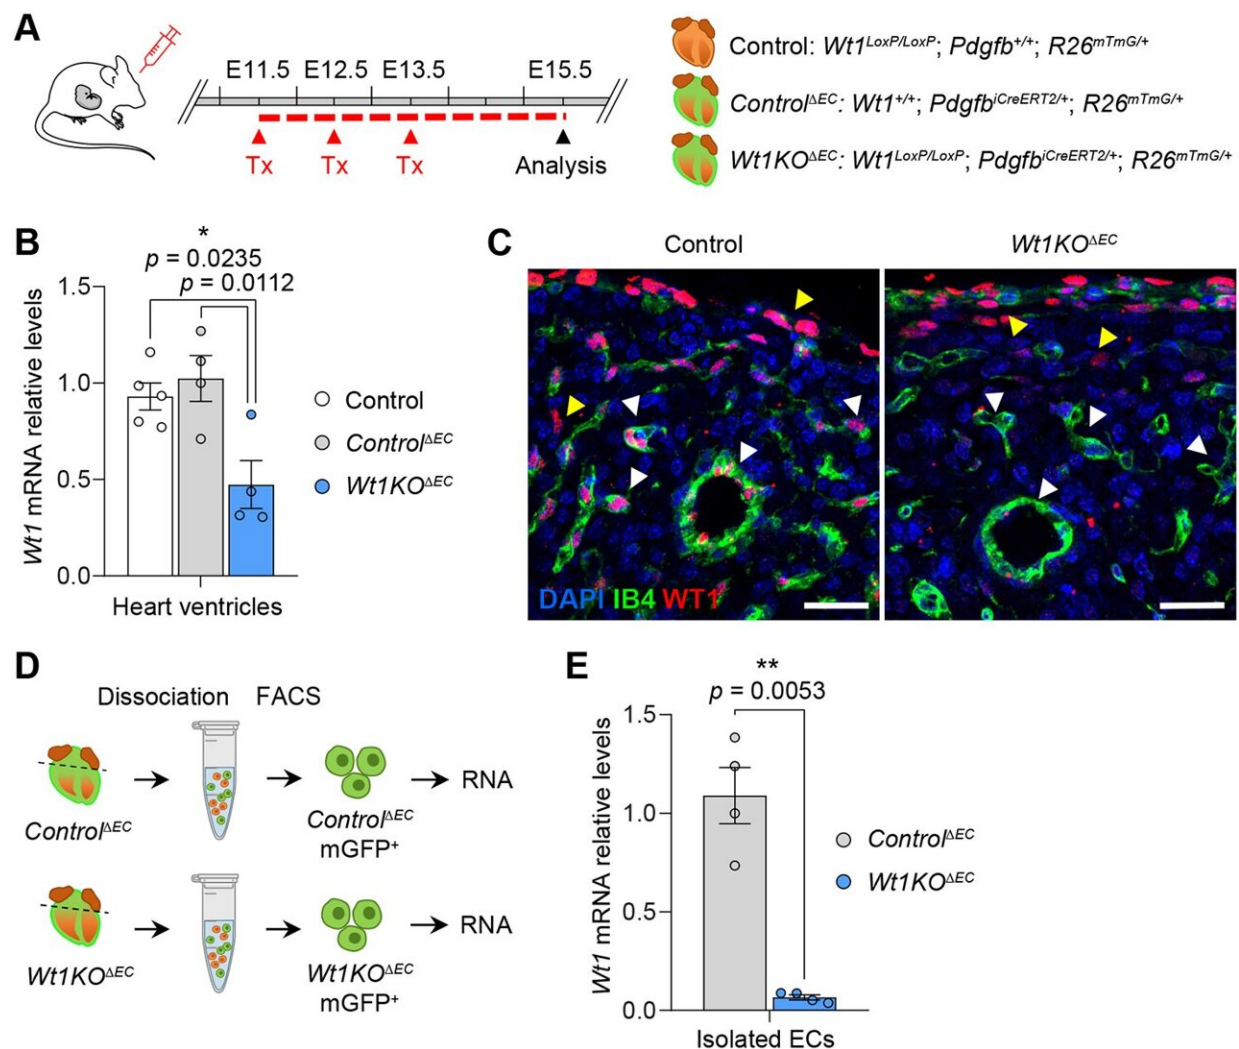 A
E11.5 E12.5 E13.5 E15.5
Tx Tx Tx Analysis
Control: Wt1LoxP/LoxP; Pdgfb+/+; R26mTmG/+
ControlΔEC: Wt1+/+; PdgfbiCreERT2/+; R26mTmG/+
Wt1KOΔEC: Wt1LoxP/LoxP; PdgfbiCreERT2/+; R26mTmG/+
B
*
p = 0.0235
p = 0.0112
Wt1 mRNA relative levels
1.5
1.0
0.5
0.0
Heart ventricles
Control
ControlΔEC
Wt1KOΔEC
C
Control Wt1KOΔEC
DAPI IB4 WT1
D
Dissociation FACS
ControlΔEC
ControlΔEC
mGFP+
RNA
Wt1KOΔEC
Wt1KOΔEC
mGFP+
RNA
E
**
p = 0.0053
Wt1 mRNA relative levels
1.5
1.0
0.5
0.0
Isolated ECs
ControlΔEC
Wt1KOΔEC